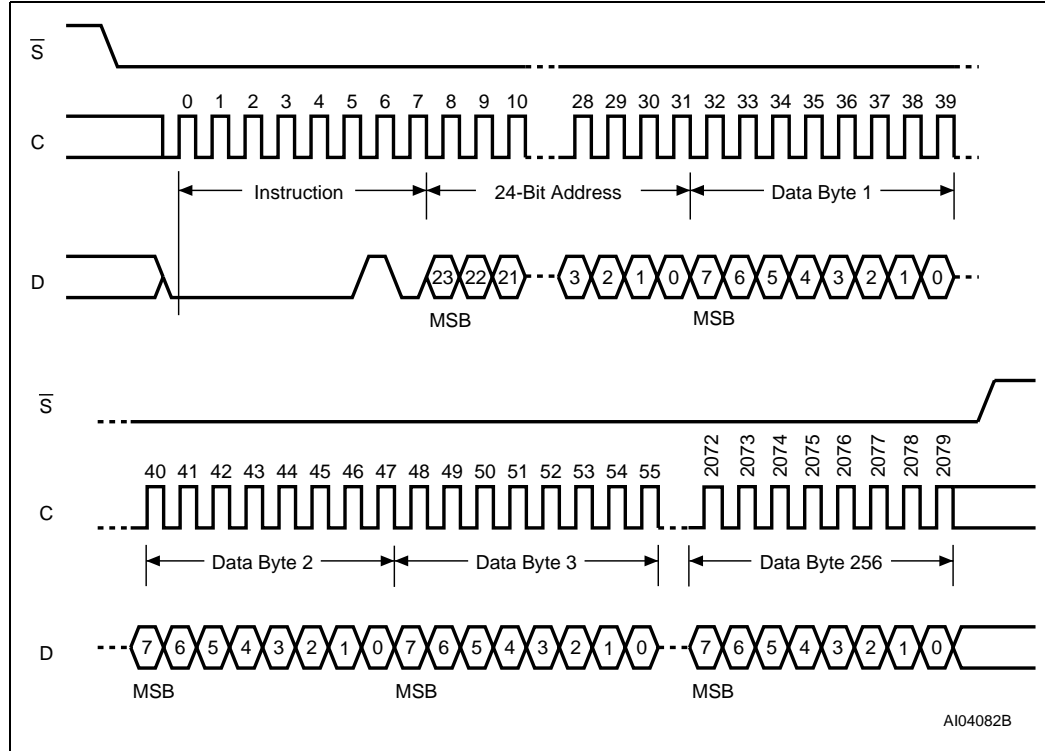 S̅
0 1 2 3 4 5 6 7 8 9 10 28 29 30 31 32 33 34 35 36 37 38 39
C
Instruction 24-Bit Address Data Byte 1
D
23 22 21 3 2 1 0 7 6 5 4 3 2 1 0
MSB MSB
S̅
2072 2073 2074 2075 2076 2077 2078 2079
40 41 42 43 44 45 46 47 48 49 50 51 52 53 54 55
C
Data Byte 2 Data Byte 3 Data Byte 256
D
7 6 5 4 3 2 1 0 7 6 5 4 3 2 1 0 7 6 5 4 3 2 1 0
MSB MSB MSB
AI04082B